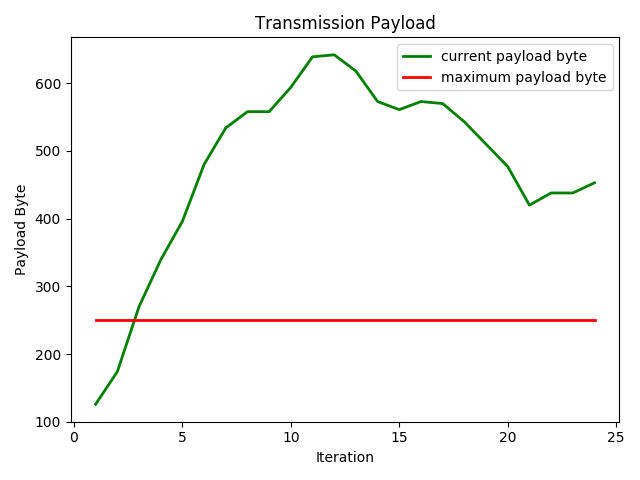 Transmission Payload
current payload byte
maximum payload byte
Payload Byte
600
500
400
300
200
100
0 5 10 15 20 25
Iteration